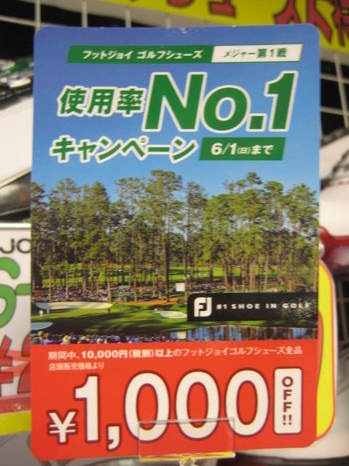 フットジョイ ゴルフシューズ メジャー第1戦
使用率No.1
キャンペーン 6/1(日)まで
FJ #1 SHOE IN GOLF
期間中、10,000円(税別)以上のフットジョイゴルフシューズ全品
店頭販売価格より
¥1,000 OFF!!